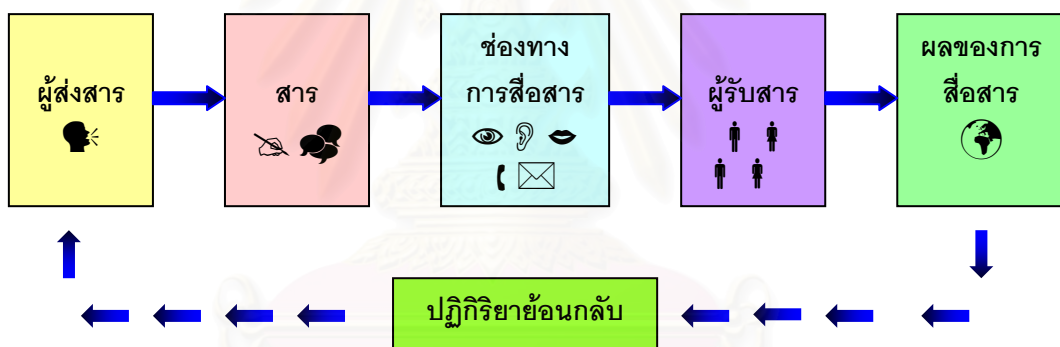 ผู้ส่งสาร
สาร
ช่องทาง
การสื่อสาร
ผู้รับสาร
ผลของการ
สื่อสาร
ปฏิกิริยาย้อนกลับ